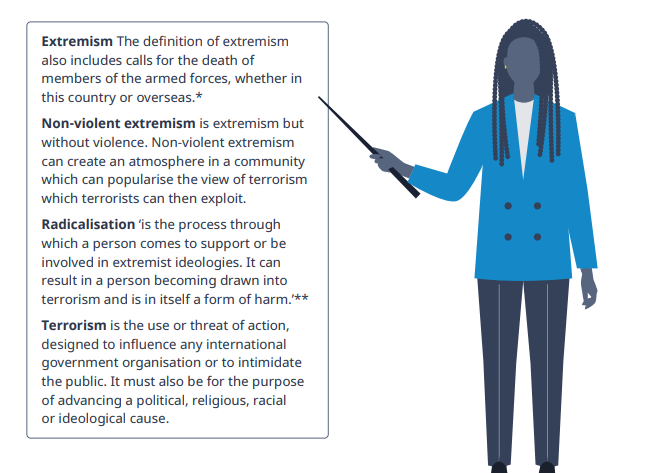 Extremism The definition of extremism
also includes calls for the death of
members of the armed forces, whether in
this country or overseas.*
Non-violent extremism is extremism but
without violence. Non-violent extremism
can create an atmosphere in a community
which can popularise the view of terrorism
which terrorists can then exploit.
Radicalisation ‘is the process through
which a person comes to support or be
involved in extremist ideologies. It can
result in a person becoming drawn into
terrorism and is in itself a form of harm.’**
Terrorism is the use or threat of action,
designed to influence any international
government organisation or to intimidate
the public. It must also be for the purpose
of advancing a political, religious, racial
or ideological cause.